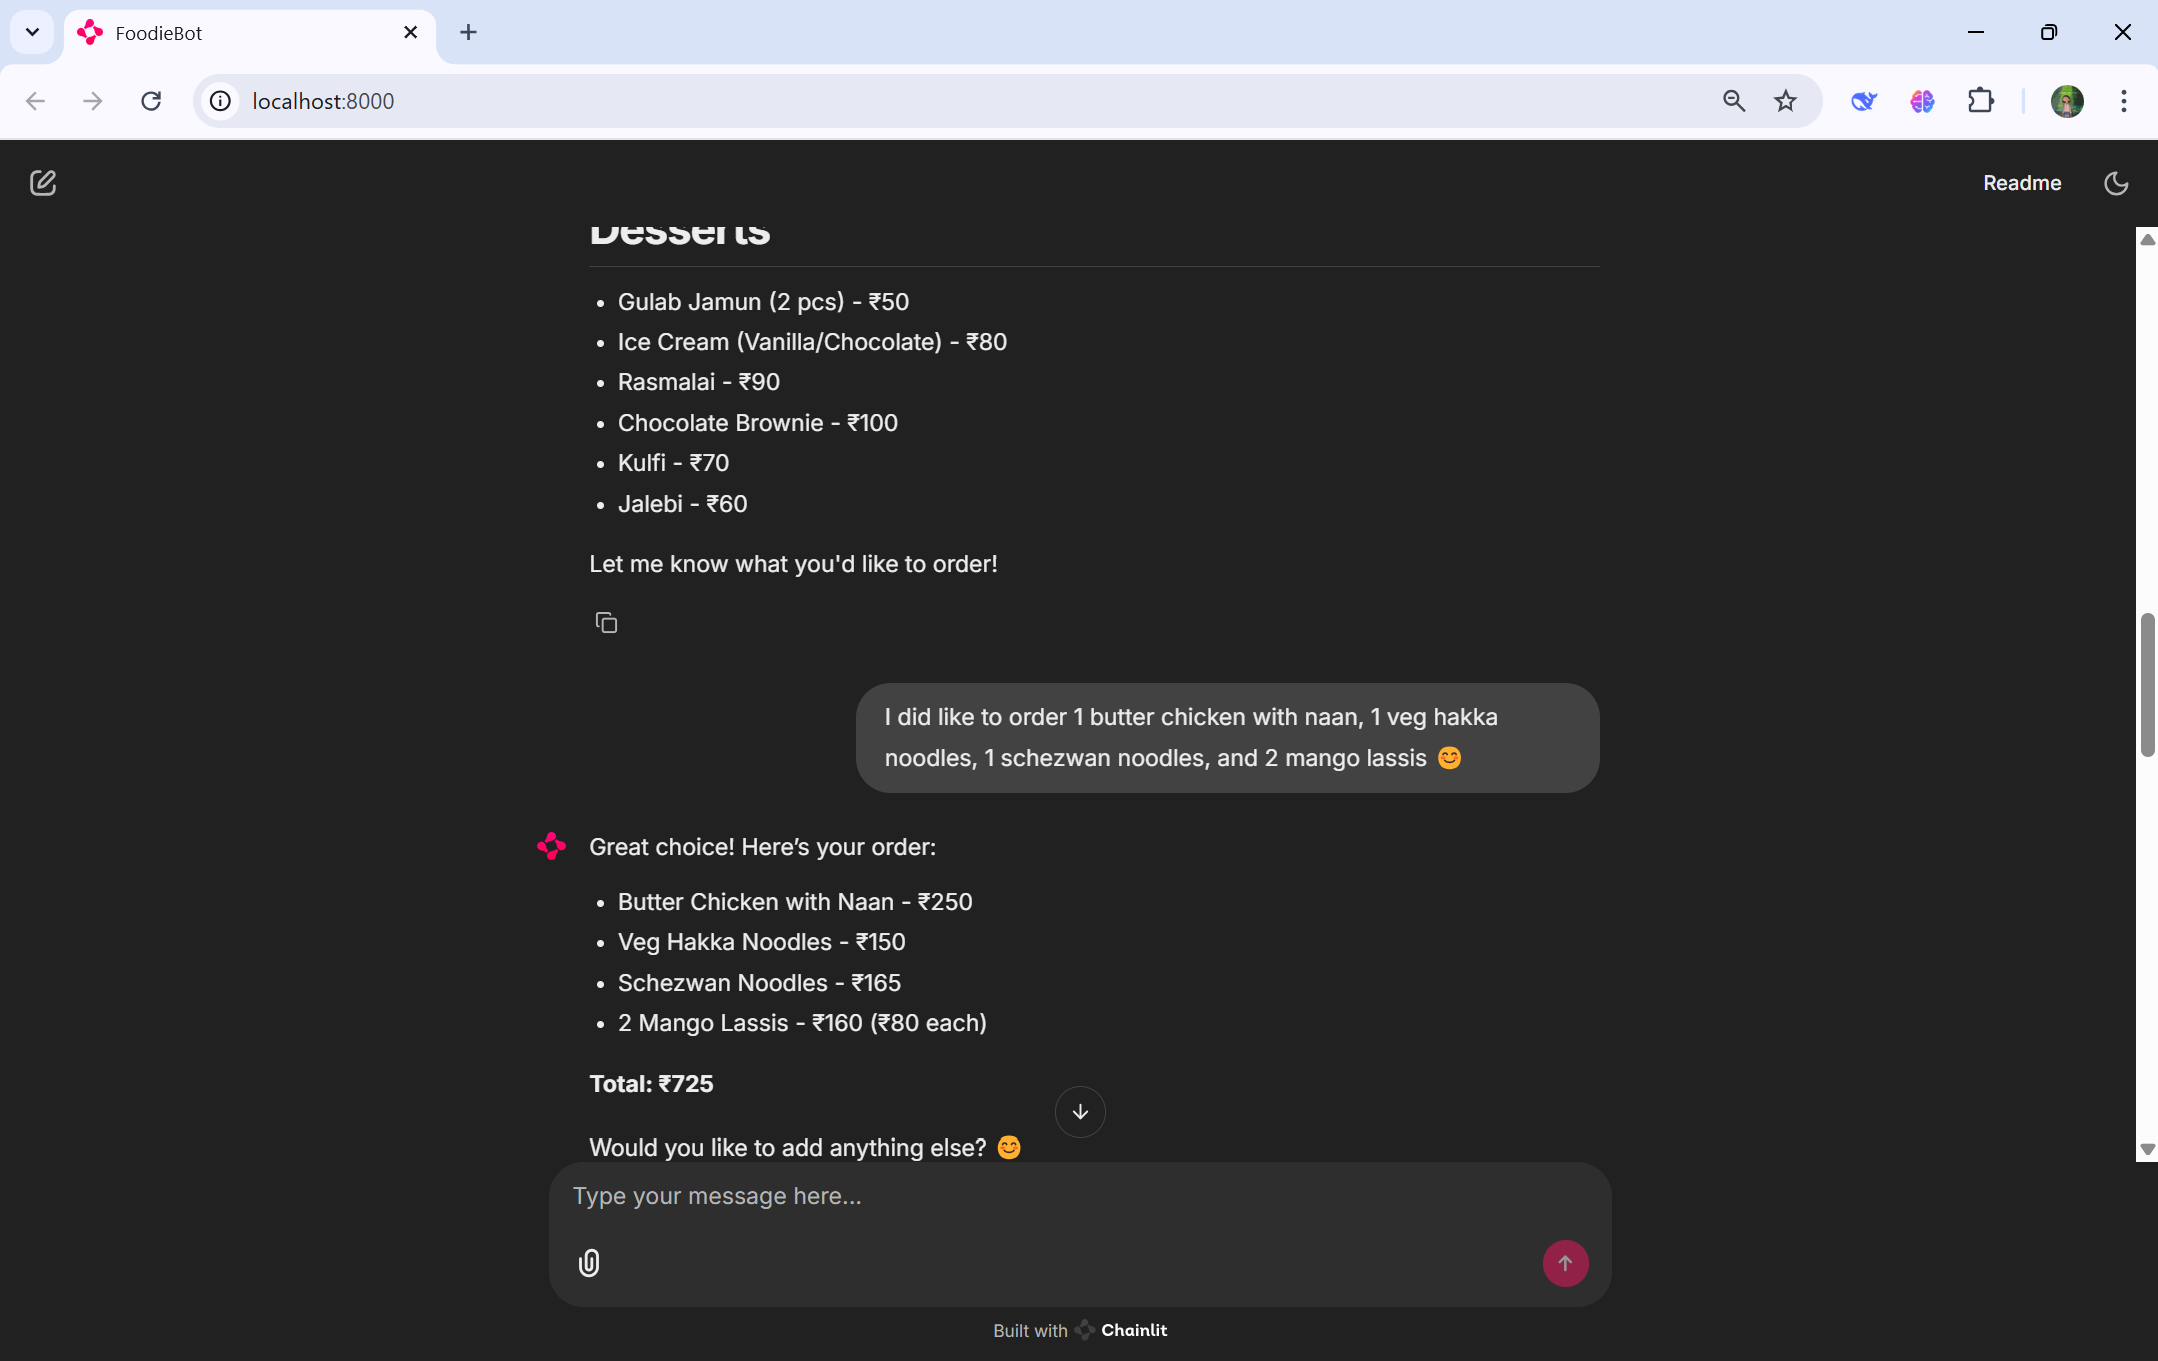 FoodieBot
localhost:8000
Readme
Desserts
• Gulab Jamun (2 pcs) - ₹50
• Ice Cream (Vanilla/Chocolate) - ₹80
• Rasmalai - ₹90
• Chocolate Brownie - ₹100
• Kulfi - ₹70
• Jalebi - ₹60
Let me know what you'd like to order!
I did like to order 1 butter chicken with naan, 1 veg hakka
noodles, 1 schezwan noodles, and 2 mango lassis 😊
Great choice! Here’s your order:
• Butter Chicken with Naan - ₹250
• Veg Hakka Noodles - ₹150
• Schezwan Noodles - ₹165
• 2 Mango Lassis - ₹160 (₹80 each)
Total: ₹725
Would you like to add anything else? 😊
Type your message here...
Built with Chainlit